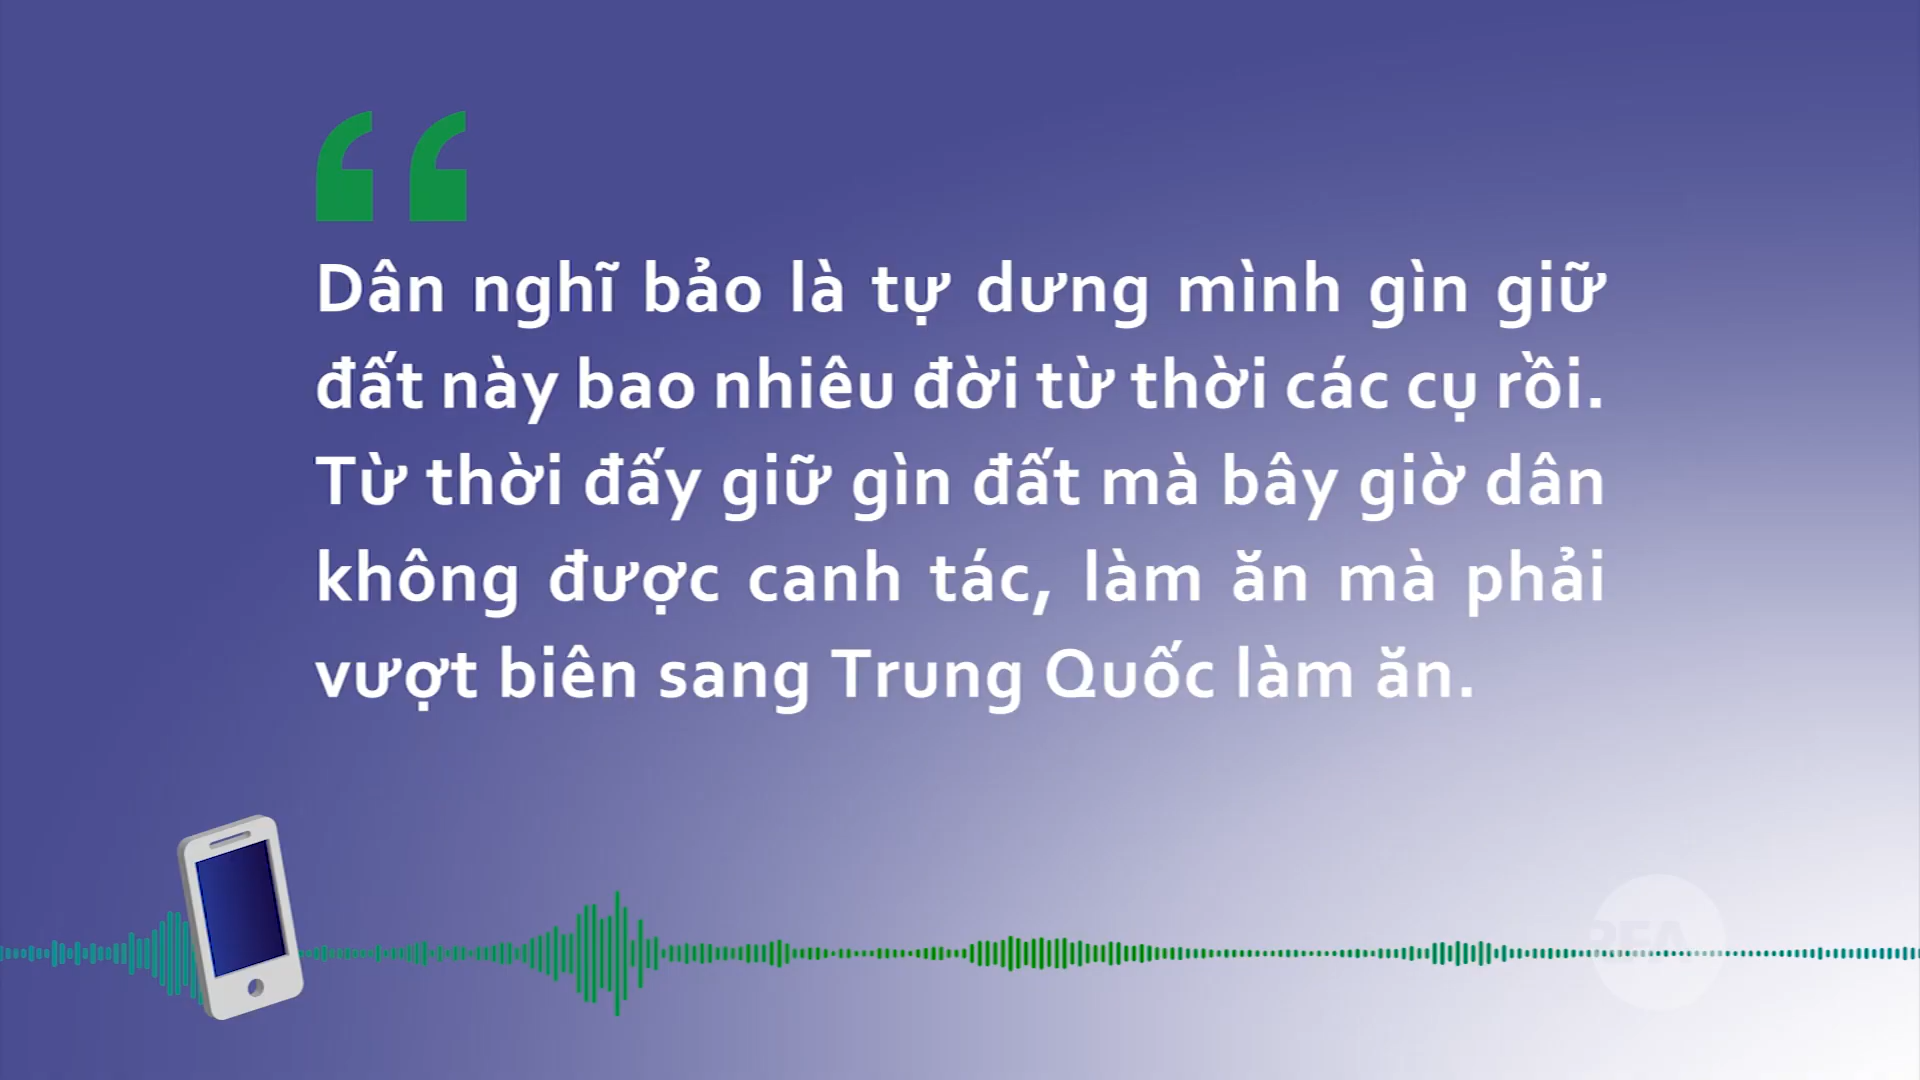 Dân nghĩ bảo là tự dưng mình gìn giữ
đất này bao nhiêu đời từ thời các cụ rồi.
Từ thời đấy giữ gìn đất mà bây giờ dân
không được canh tác, làm ăn mà phải
vượt biên sang Trung Quốc làm ăn.
RFA